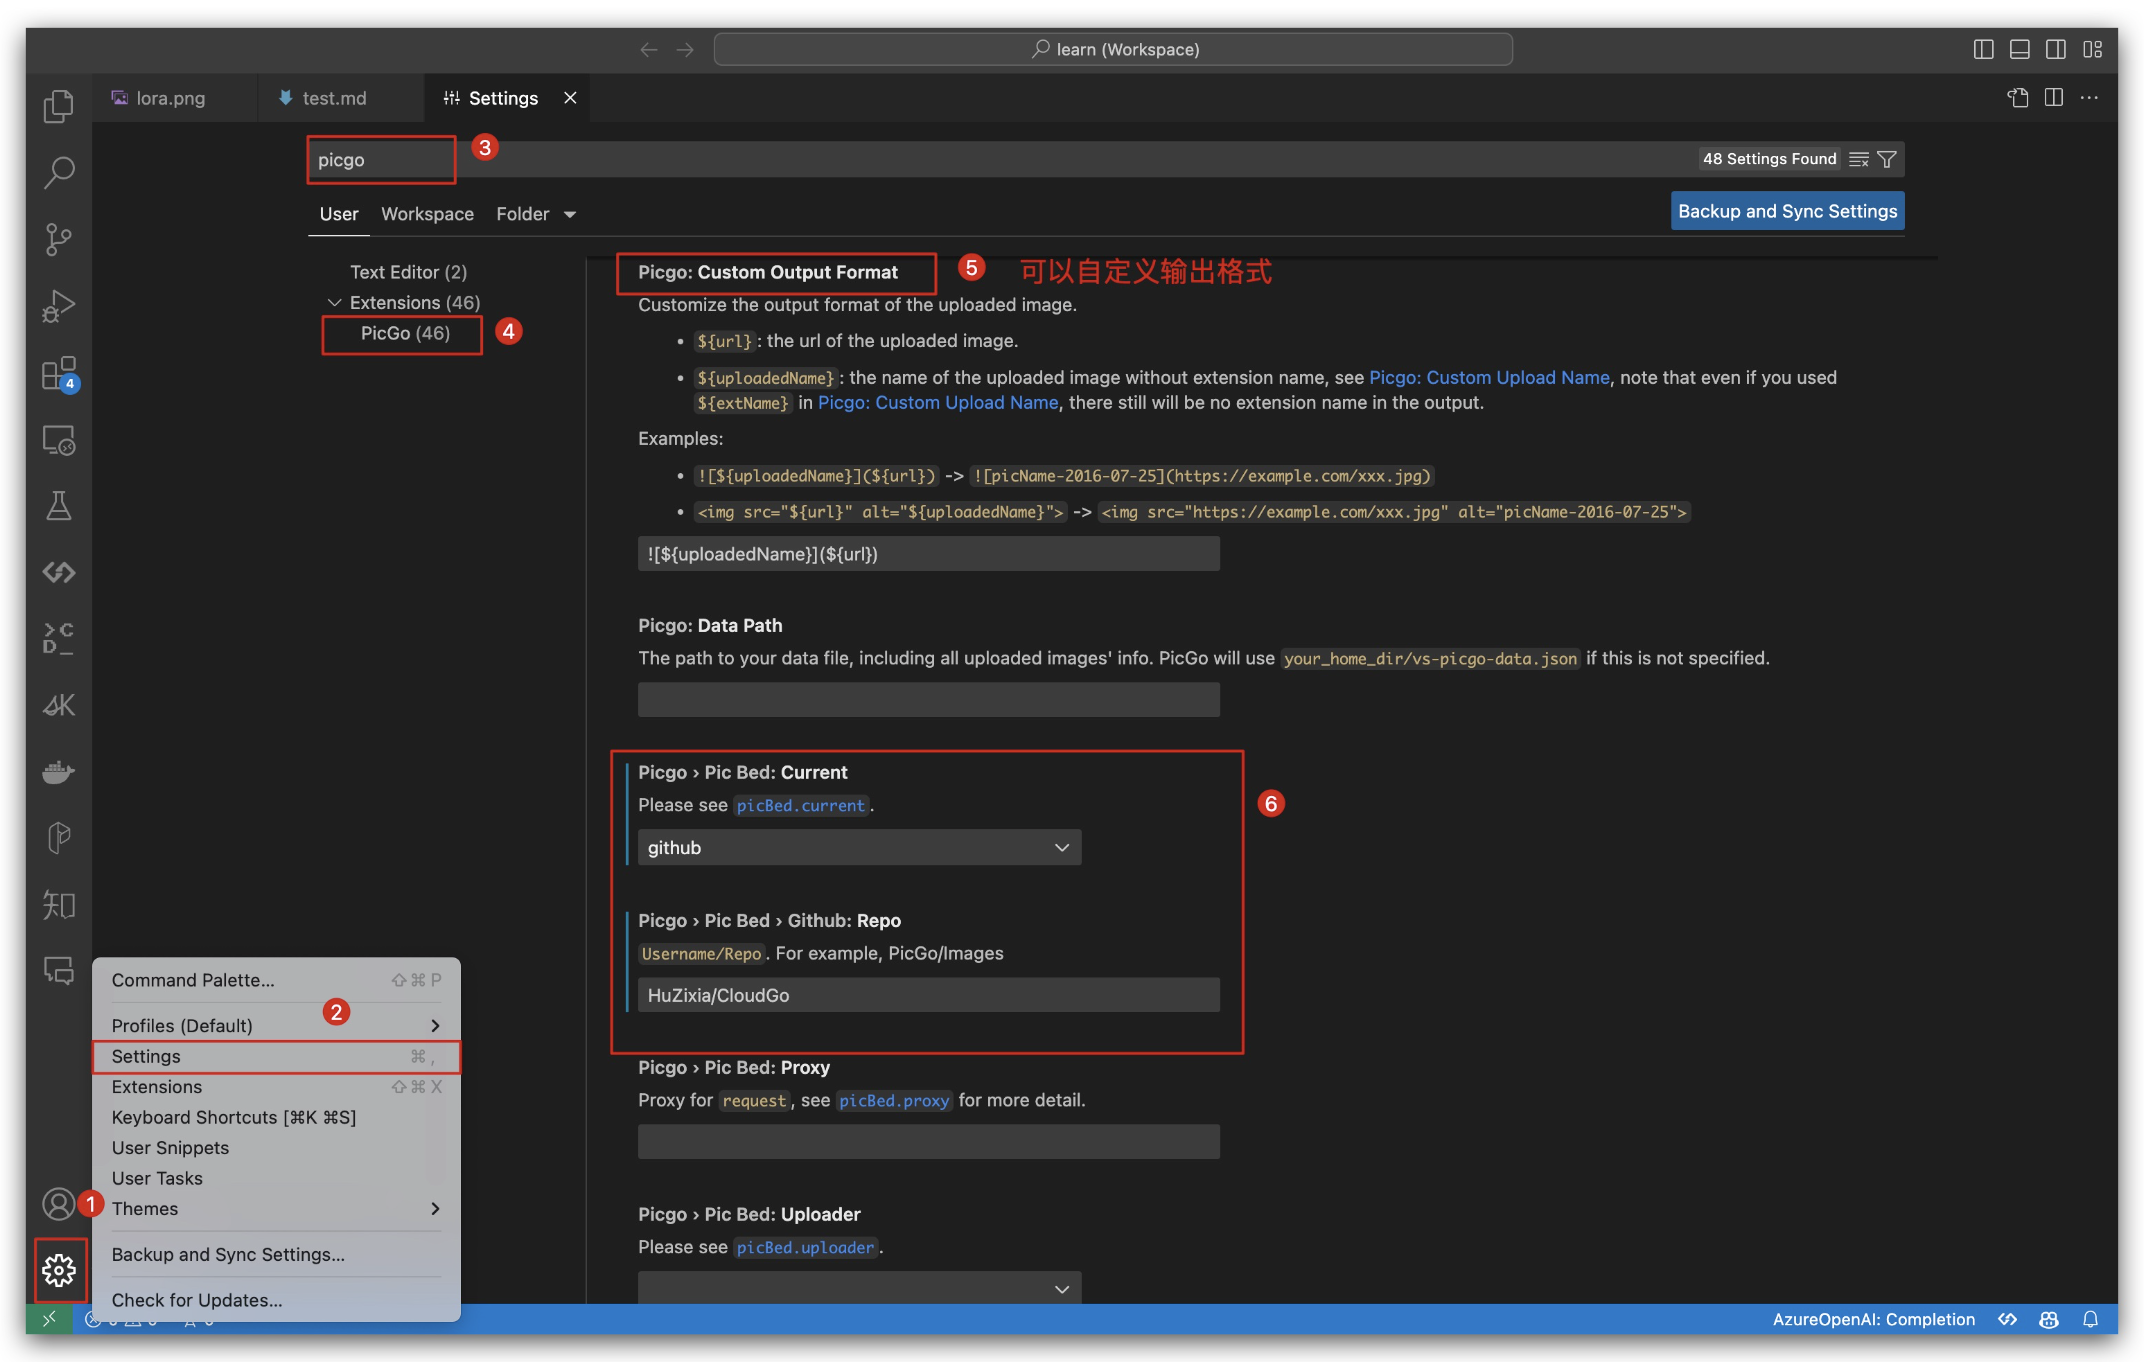 learn (Workspace)
lora.png
test.md
Settings
picgo
3
48 Settings Found
User
Workspace
Folder
Backup and Sync Settings
Text Editor (2)
Extensions (46)
PicGo (46)
4
Picgo: Custom Output Format
5
可以自定义输出格式
Customize the output format of the uploaded image.
• ${url}: the url of the uploaded image.
• ${uploadedName}: the name of the uploaded image without extension name, see Picgo: Custom Upload Name, note that even if you used
${extName} in Picgo: Custom Upload Name, there still will be no extension name in the output.
Examples:
• ![${uploadedName}](${url}) -> ![picName-2016-07-25](https://example.com/xxx.jpg)
• <img src="${url}" alt="${uploadedName}"> -> <img src="https://example.com/xxx.jpg" alt="picName-2016-07-25">
![${uploadedName}](${url})
Picgo: Data Path
The path to your data file, including all uploaded images' info. PicGo will use your_home_dir/vs-picgo-data.json if this is not specified.
Picgo › Pic Bed: Current
Please see picBed.current.
github
6
Picgo › Pic Bed › Github: Repo
Username/Repo. For example, PicGo/Images
HuZixia/CloudGo
Picgo › Pic Bed: Proxy
Proxy for request, see picBed.proxy for more detail.
Picgo › Pic Bed: Uploader
Please see picBed.uploader.
4
>C
D_
K
知
Command Palette... ⇧⌘P
2
Profiles (Default)
Settings ⌘,
Extensions ⇧⌘X
Keyboard Shortcuts [⌘K ⌘S]
User Snippets
User Tasks
1
Themes
Backup and Sync Settings...
Check for Updates...
AzureOpenAI: Completion